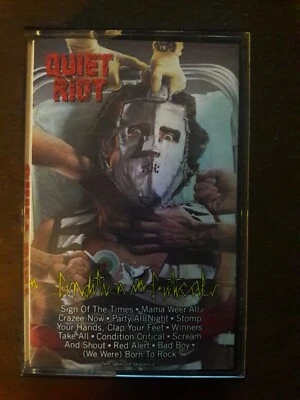 QUIET
RIOT
Condition Critical
Sign Of The Times • Mama Weer All
Crazee Now • Party All Night • Stomp
Your Hands, Clap Your Feet • Winners
Take All • Condition Critical • Scream
And Shout • Red Alert • Bad Boy •
(We Were) Born To Rock